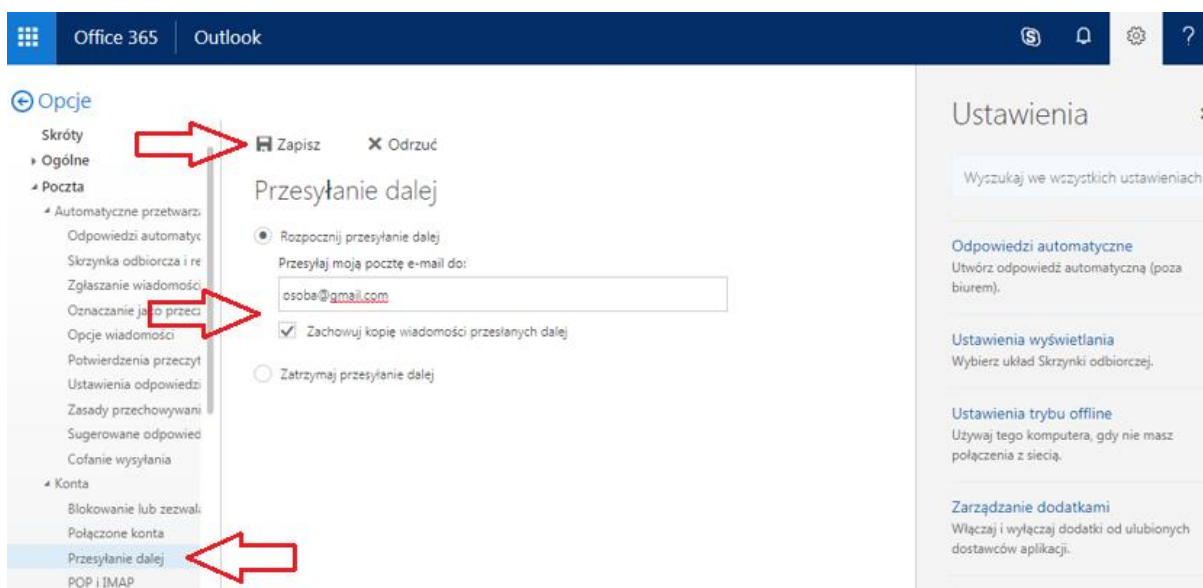 Office 365 Outlook
?
Opcje
Skróty
Ogólne
Poczta
Automatyczne przetwarz
Odpowiedzi automatyc
Skrzynka odbiorcza i re
Zgłaszanie wiadomości
Oznaczanie jako przecz
Opcje wiadomości
Potwierdzenia przeczyt
Ustawienia odpowiedzi
Zasady przechowywani
Sugerowane odpowied
Cofanie wysyłania
Konta
Blokowanie lub zezwal
Połączone konta
Przesyłanie dalej
POP i IMAP
Zapisz Odrzuć
Przesyłanie dalej
Rozpocznij przesyłanie dalej
Przesyłaj moją pocztę e-mail do:
osoba@gmail.com
Zachowuj kopię wiadomości przesłanych dalej
Zatrzymaj przesyłanie dalej
Ustawienia
Wyszukaj we wszystkich ustawieniach
Odpowiedzi automatyczne
Utwórz odpowiedź automatyczną (poza
biurem).
Ustawienia wyświetlania
Wybierz układ Skrzynki odbiorczej.
Ustawienia trybu offline
Używaj tego komputera, gdy nie masz
połączenia z siecią.
Zarządzanie dodatkami
Włączaj i wyłączaj dodatki od ulubionych
dostawców aplikacji.